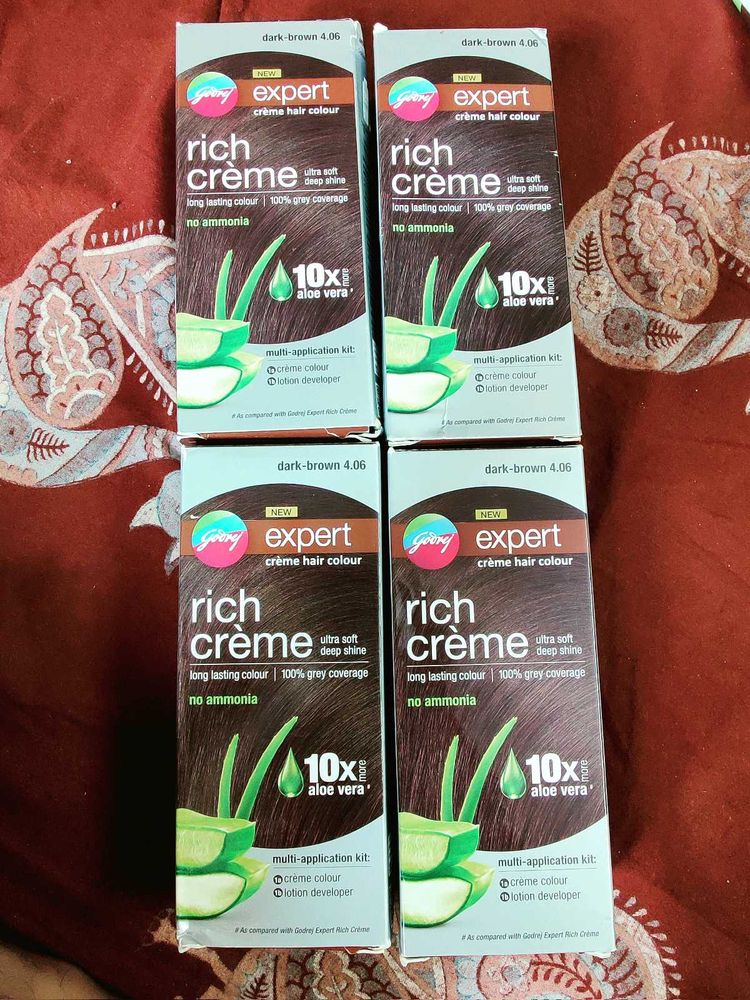 dark-brown 4.06
Godrej
NEW
expert
crème hair colour
rich
crème
ultra soft
deep shine
long lasting colour | 100% grey coverage
no ammonia
10x more
aloe vera #
multi-application kit:
1a crème colour
1b lotion developer
# As compared with Godrej Expert Rich Crème
dark-brown 4.06
Godrej
NEW
expert
crème hair colour
rich
crème
ultra soft
deep shine
long lasting colour | 100% grey coverage
no ammonia
10x more
aloe vera #
multi-application kit:
1a crème colour
1b lotion developer
# As compared with Godrej Expert Rich Crème
dark-brown 4.06
Godrej
NEW
expert
crème hair colour
rich
crème
ultra soft
deep shine
long lasting colour | 100% grey coverage
no ammonia
10x more
aloe vera #
multi-application kit:
1a crème colour
1b lotion developer
# As compared with Godrej Expert Rich Crème
dark-brown 4.06
Godrej
NEW
expert
crème hair colour
rich
crème
ultra soft
deep shine
long lasting colour | 100% grey coverage
no ammonia
10x more
aloe vera #
multi-application kit:
1a crème colour
1b lotion developer
# As compared with Godrej Expert Rich Crème